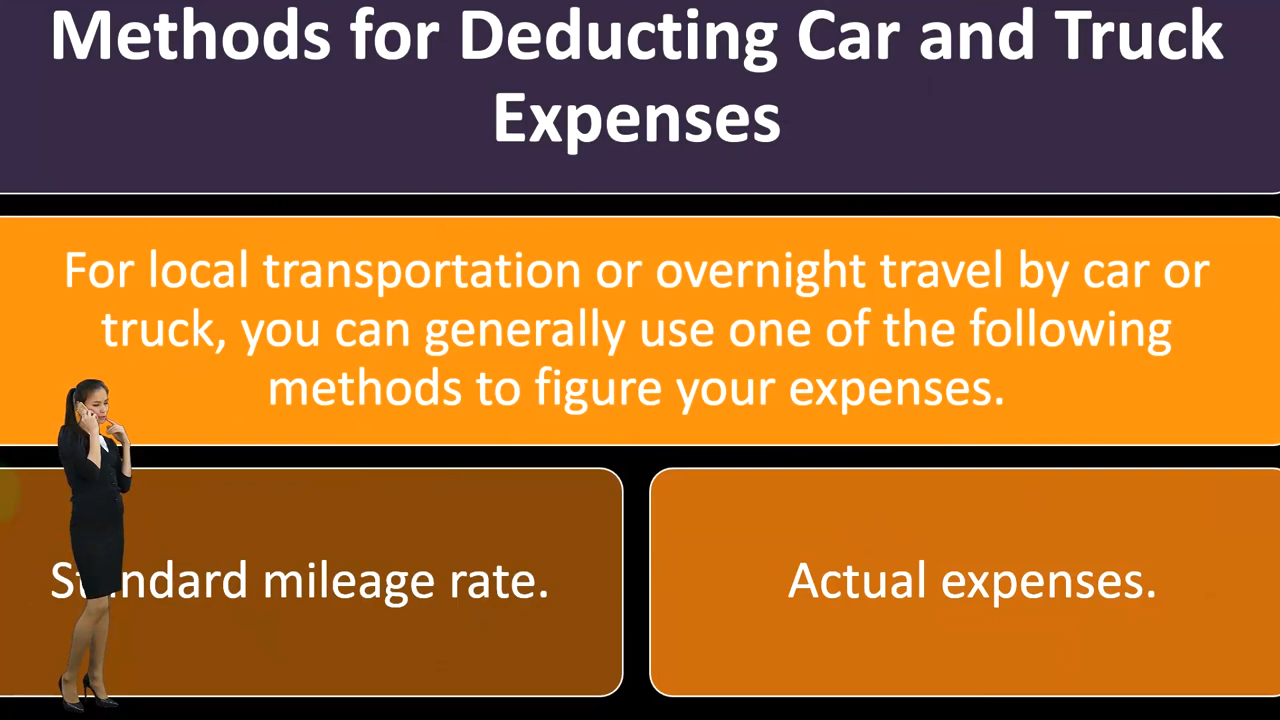 Methods for Deducting Car and Truck
Expenses
For local transportation or overnight travel by car or
truck, you can generally use one of the following
methods to figure your expenses.
Standard mileage rate.
Actual expenses.